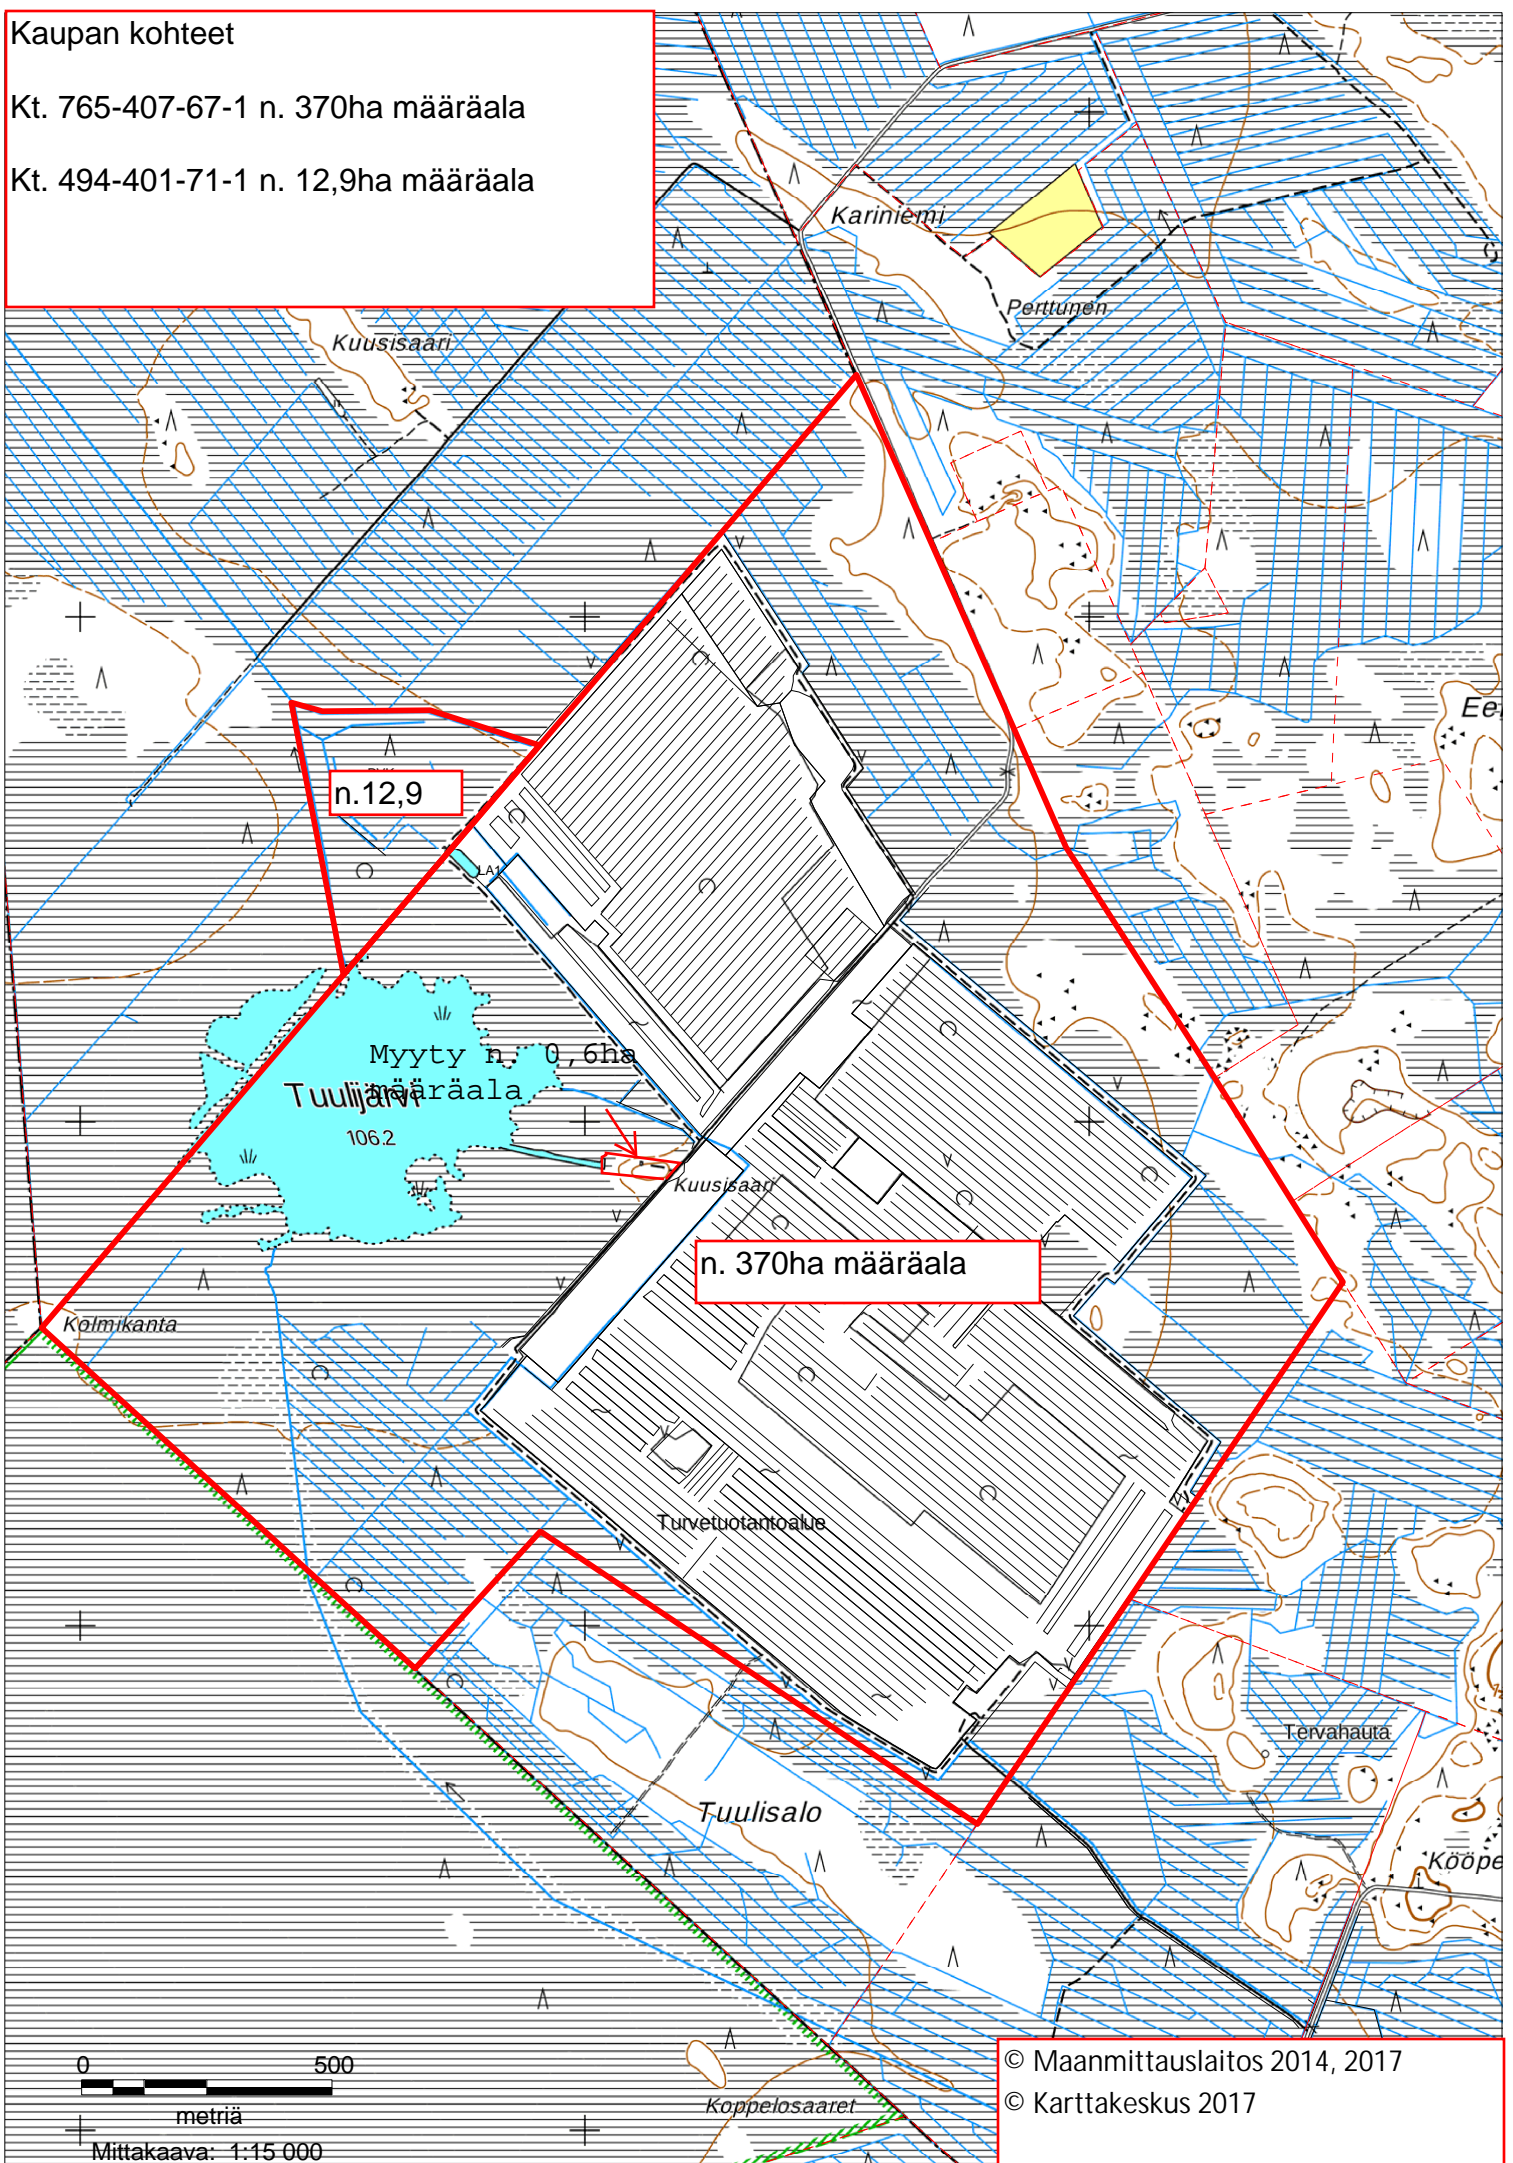 Kaupan kohteet
Kt. 765-407-67-1 n. 370ha määräala
Kt. 494-401-71-1 n. 12,9ha määräala
Kariniemi
Perttunen
Kuusisaari
n.12,9
LA1
Myyty n. 0,6ha
määräala
Tuulijärvi
106.2
Kuusisaari
n. 370ha määräala
Kolmikanta
Turvetuotantoalue
Tervahauta
Tuulisalo
Kööpe
0 500
metriä
Mittakaava: 1:15 000
Koppelosaaret
© Maanmittauslaitos 2014, 2017
© Karttakeskus 2017